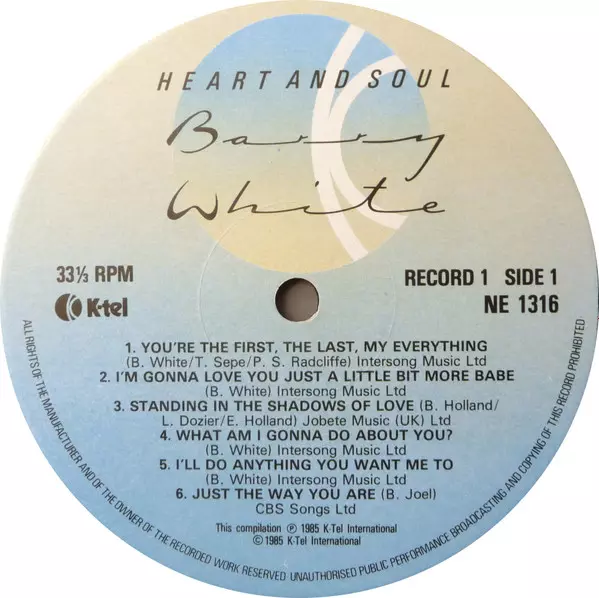 HEART AND SOUL
Barry
White
33⅓ RPM
K-tel
RECORD 1 SIDE 1
NE 1316
1. YOU'RE THE FIRST, THE LAST, MY EVERYTHING
(B. White/T. Sepe/P. S. Radcliffe) Intersong Music Ltd
2. I'M GONNA LOVE YOU JUST A LITTLE BIT MORE BABE
(B. White) Intersong Music Ltd
3. STANDING IN THE SHADOWS OF LOVE (B. Holland/
L. Dozier/E. Holland) Jobete Music (UK) Ltd
4. WHAT AM I GONNA DO ABOUT YOU?
(B. White) Intersong Music Ltd
5. I'LL DO ANYTHING YOU WANT ME TO
(B. White) Intersong Music Ltd
6. JUST THE WAY YOU ARE (B. Joel)
CBS Songs Ltd
This compilation ℗ 1985 K-Tel International
© 1985 K-Tel International
ALL RIGHTS OF THE MANUFACTURER AND OF THE OWNER OF THE RECORDED WORK RESERVED UNAUTHORISED PUBLIC PERFORMANCE BROADCASTING AND COPYING OF THIS RECORD PROHIBITED